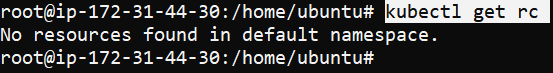 root@ip-172-31-44-30:/home/ubuntu# kubectl get rc
No resources found in default namespace.
root@ip-172-31-44-30:/home/ubuntu#